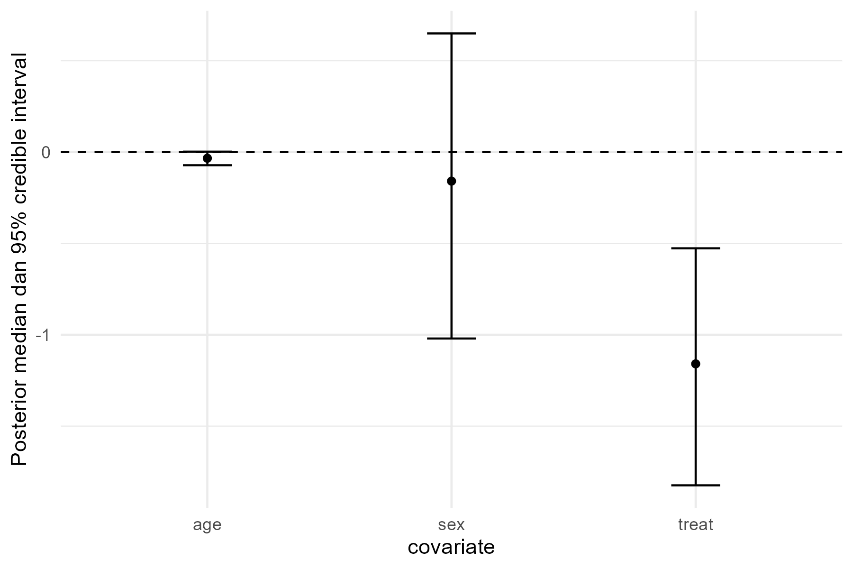 Posterior median dan 95% credible interval
0
-1
age sex treat
covariate